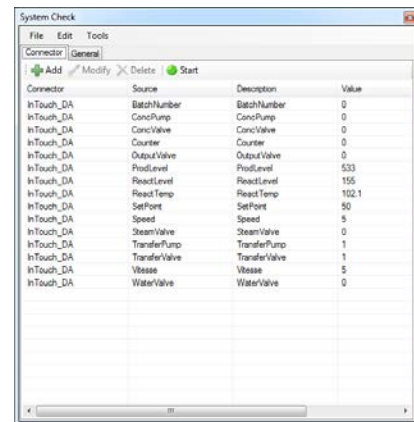 System Check
File Edit Tools
Connector General
Add Modify Delete Start
Connector Source Description Value
InTouch_DA BatchNumber BatchNumber 0
InTouch_DA ConcPump ConcPump 0
InTouch_DA ConcValve ConcValve 0
InTouch_DA Counter Counter 0
InTouch_DA OutputValve OutputValve 0
InTouch_DA ProdLevel ProdLevel 533
InTouch_DA ReactLevel ReactLevel 155
InTouch_DA ReactTemp ReactTemp 102.1
InTouch_DA SetPoint SetPoint 50
InTouch_DA Speed Speed 5
InTouch_DA SteamValve SteamValve 0
InTouch_DA TransferPump TransferPump 1
InTouch_DA TransferValve TransferValve 1
InTouch_DA Vitesse Vitesse 5
InTouch_DA WaterValve WaterValve 0